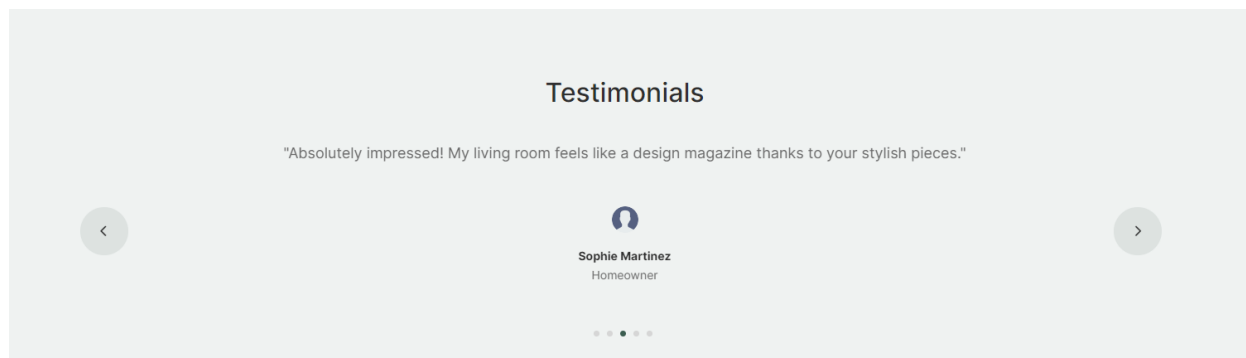 Testimonials
"Absolutely impressed! My living room feels like a design magazine thanks to your stylish pieces."
Sophie Martinez
Homeowner